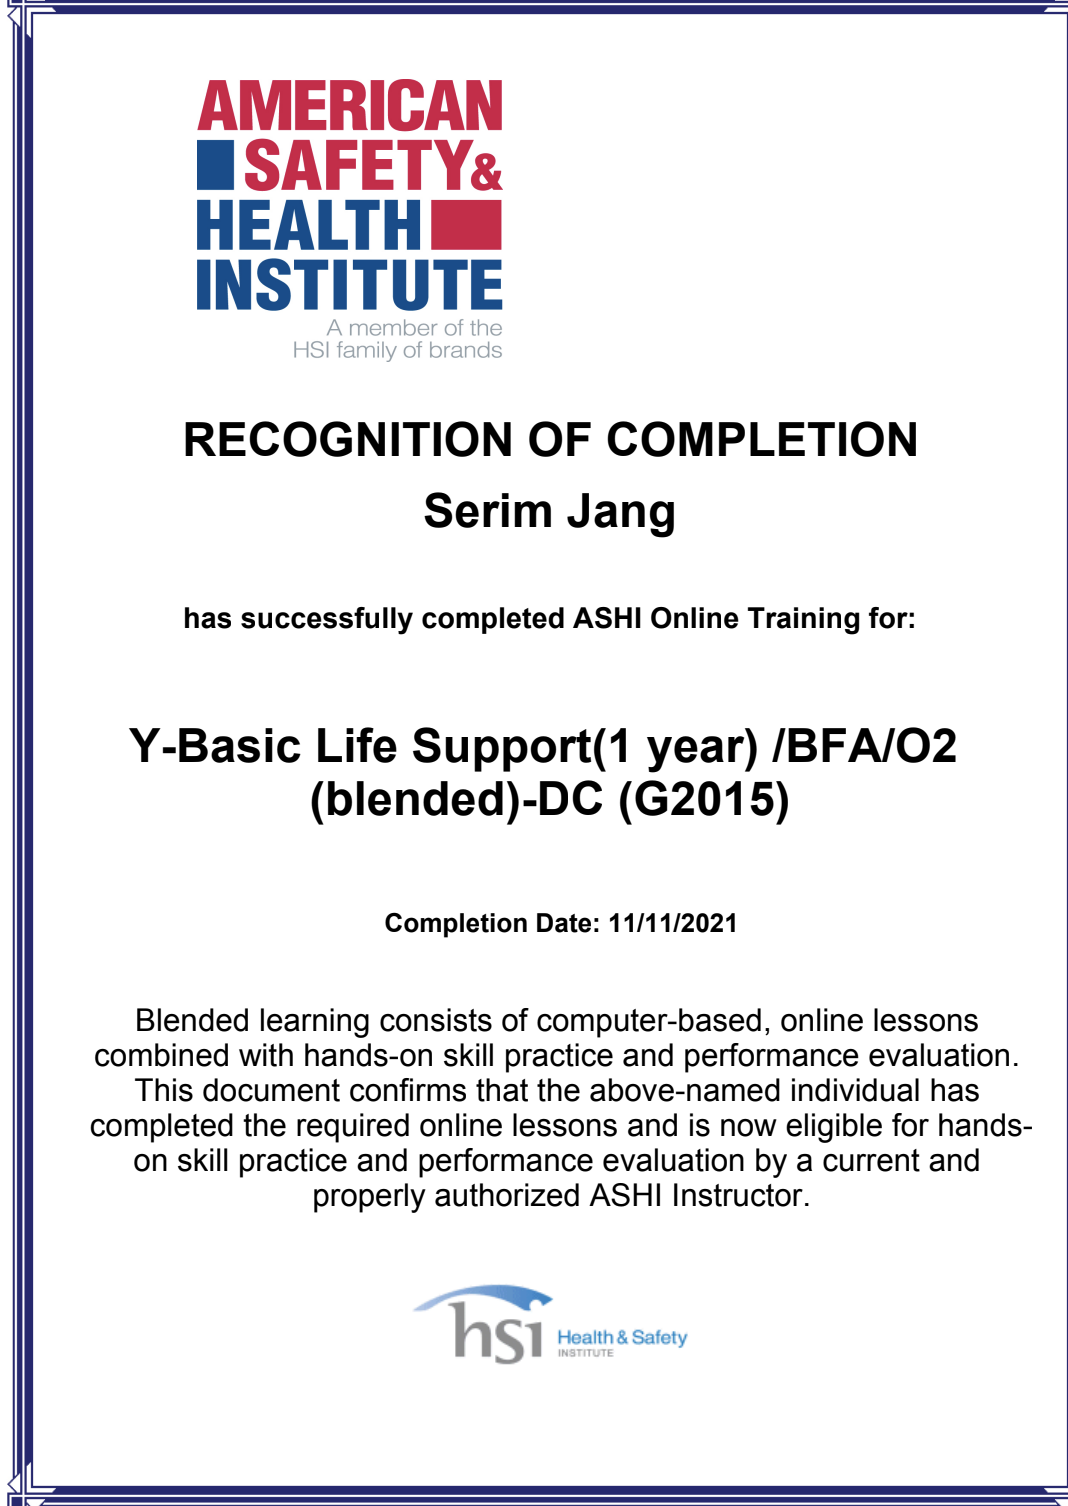 AMERICAN
SAFETY&
HEALTH
INSTITUTE
A member of the
HSI family of brands
RECOGNITION OF COMPLETION
Serim Jang
has successfully completed ASHI Online Training for:
Y-Basic Life Support(1 year) /BFA/O2
(blended)-DC (G2015)
Completion Date: 11/11/2021
Blended learning consists of computer-based, online lessons
combined with hands-on skill practice and performance evaluation.
This document confirms that the above-named individual has
completed the required online lessons and is now eligible for hands-
on skill practice and performance evaluation by a current and
properly authorized ASHI Instructor.
hsi Health & Safety
INSTITUTE